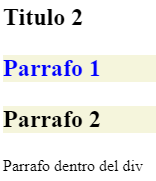 Titulo 2
Parrafo 1
Parrafo 2
Parrafo dentro del div